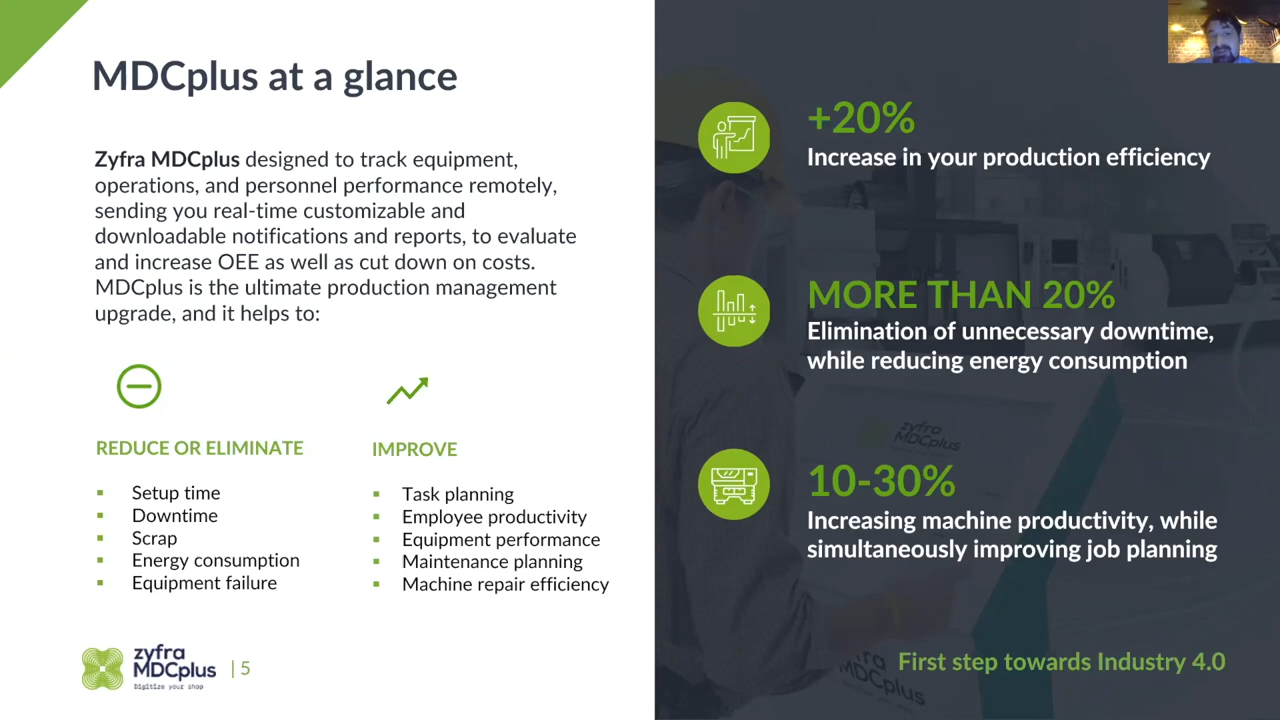 MDCplus at a glance
Zyfra MDCplus designed to track equipment,
operations, and personnel performance remotely,
sending you real-time customizable and
downloadable notifications and reports, to evaluate
and increase OEE as well as cut down on costs.
MDCplus is the ultimate production management
upgrade, and it helps to:
REDUCE OR ELIMINATE
Setup time
Downtime
Scrap
Energy consumption
Equipment failure
IMPROVE
Task planning
Employee productivity
Equipment performance
Maintenance planning
Machine repair efficiency
zyfra
MDCplus
Digitize your shop
| 5
+20%
Increase in your production efficiency
MORE THAN 20%
Elimination of unnecessary downtime,
while reducing energy consumption
zyfra
MDCplus
10-30%
Increasing machine productivity, while
simultaneously improving job planning
First step towards Industry 4.0
MDCplus